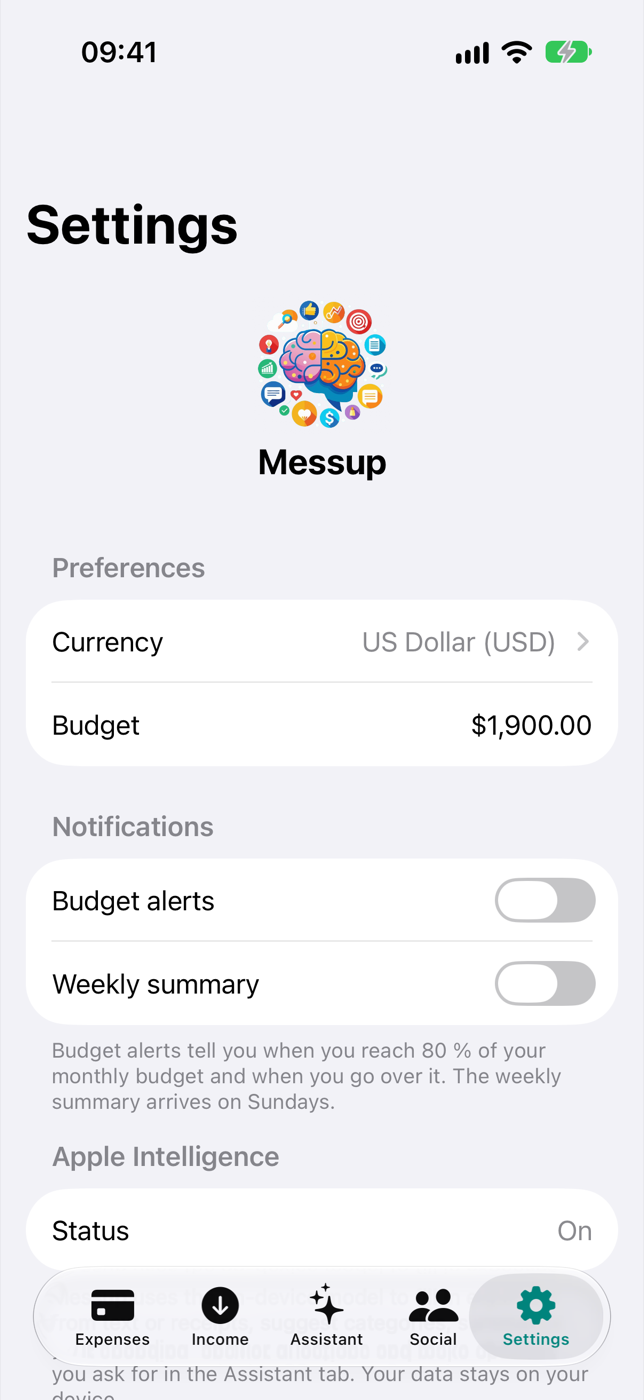 09:41
Settings
Messup
Preferences
Currency
US Dollar (USD)
Budget
$1,900.00
Notifications
Budget alerts
Weekly summary
Budget alerts tell you when you reach 80 % of your
monthly budget and when you go over it. The weekly
summary arrives on Sundays.
Apple Intelligence
Status
On
Expenses
Income
Assistant
Social
Settings
you ask for in the Assistant tab. Your data stays on your
device.